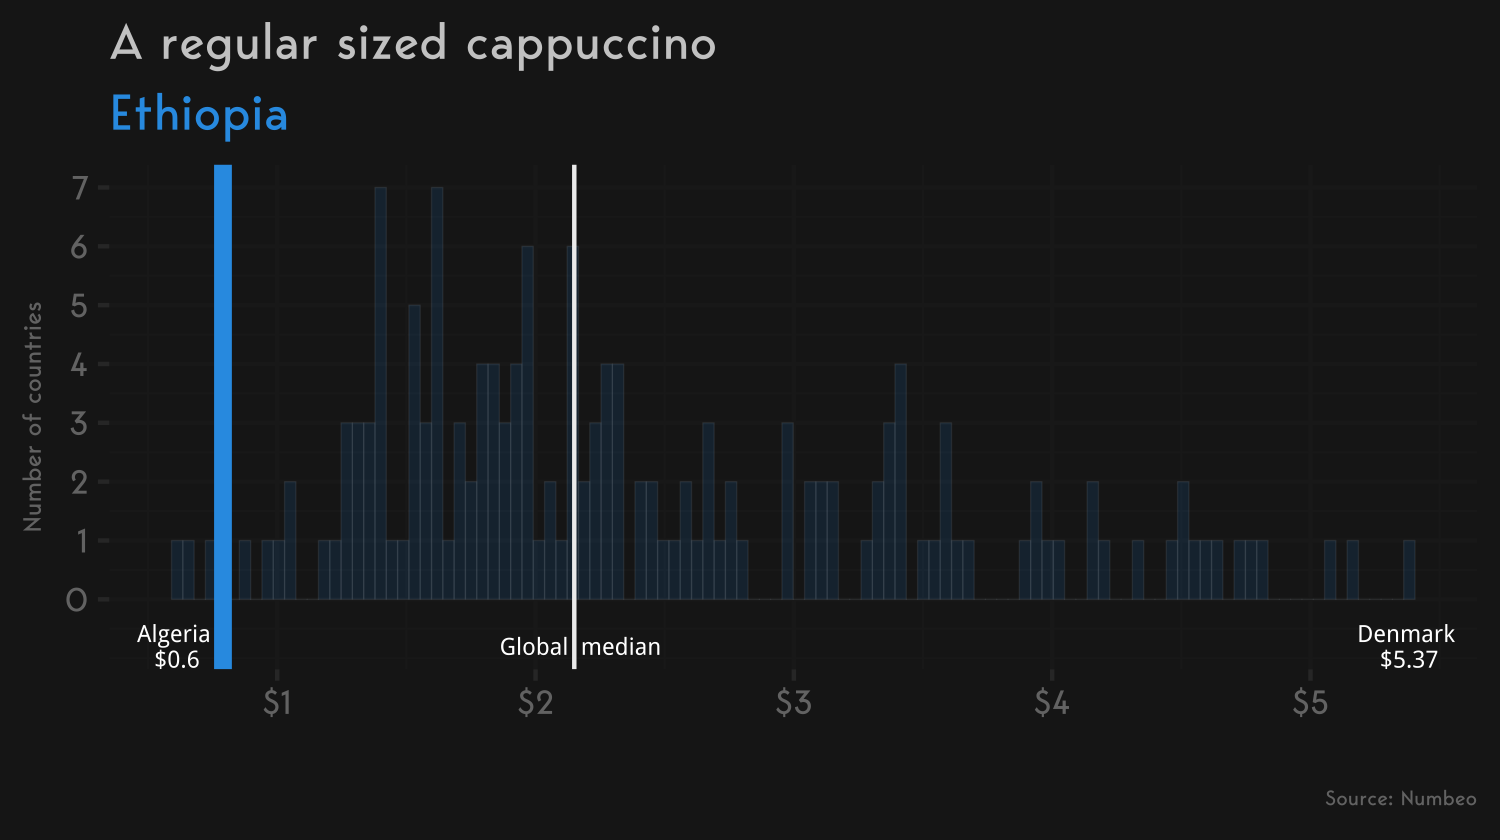 A regular sized cappuccino
Ethiopia
Number of countries
7
6
5
4
3
2
1
0
Algeria
$0.6
Global median
Denmark
$5.37
$1 $2 $3 $4 $5
Source: Numbeo